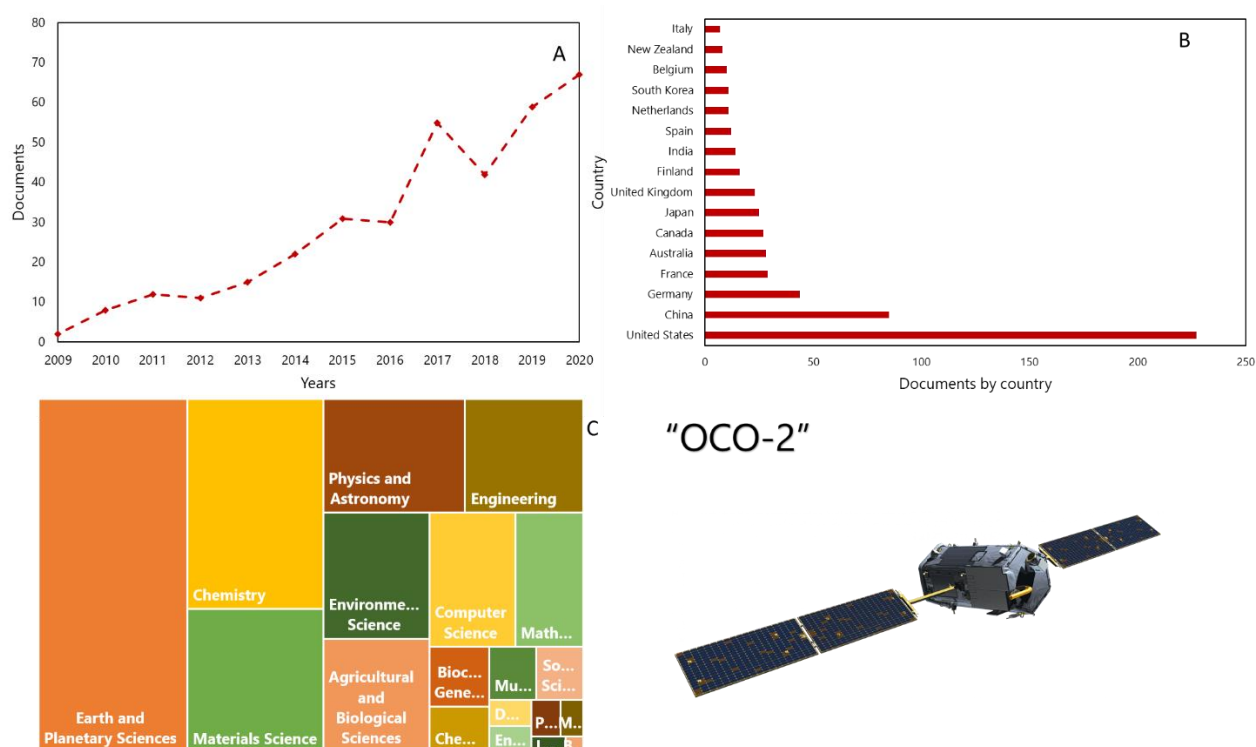 A
80
70
60
50
40
30
20
10
0
Documents
2009 2010 2011 2012 2013 2014 2015 2016 2017 2018 2019 2020
Years
B
Country
Italy
New Zealand
Belgium
South Korea
Netherlands
Spain
India
Finland
United Kingdom
Japan
Canada
Australia
France
Germany
China
United States
0 50 100 150 200 250
Documents by country
C
Earth and
Planetary Sciences
Chemistry
Materials Science
Physics and
Astronomy
Engineering
Environme...
Science
Computer
Science
Math...
Agricultural
and
Biological
Sciences
Bioc...
Gene...
Che...
Mu...
So...
Sci...
D...
En...
P...
M...
"OCO-2"